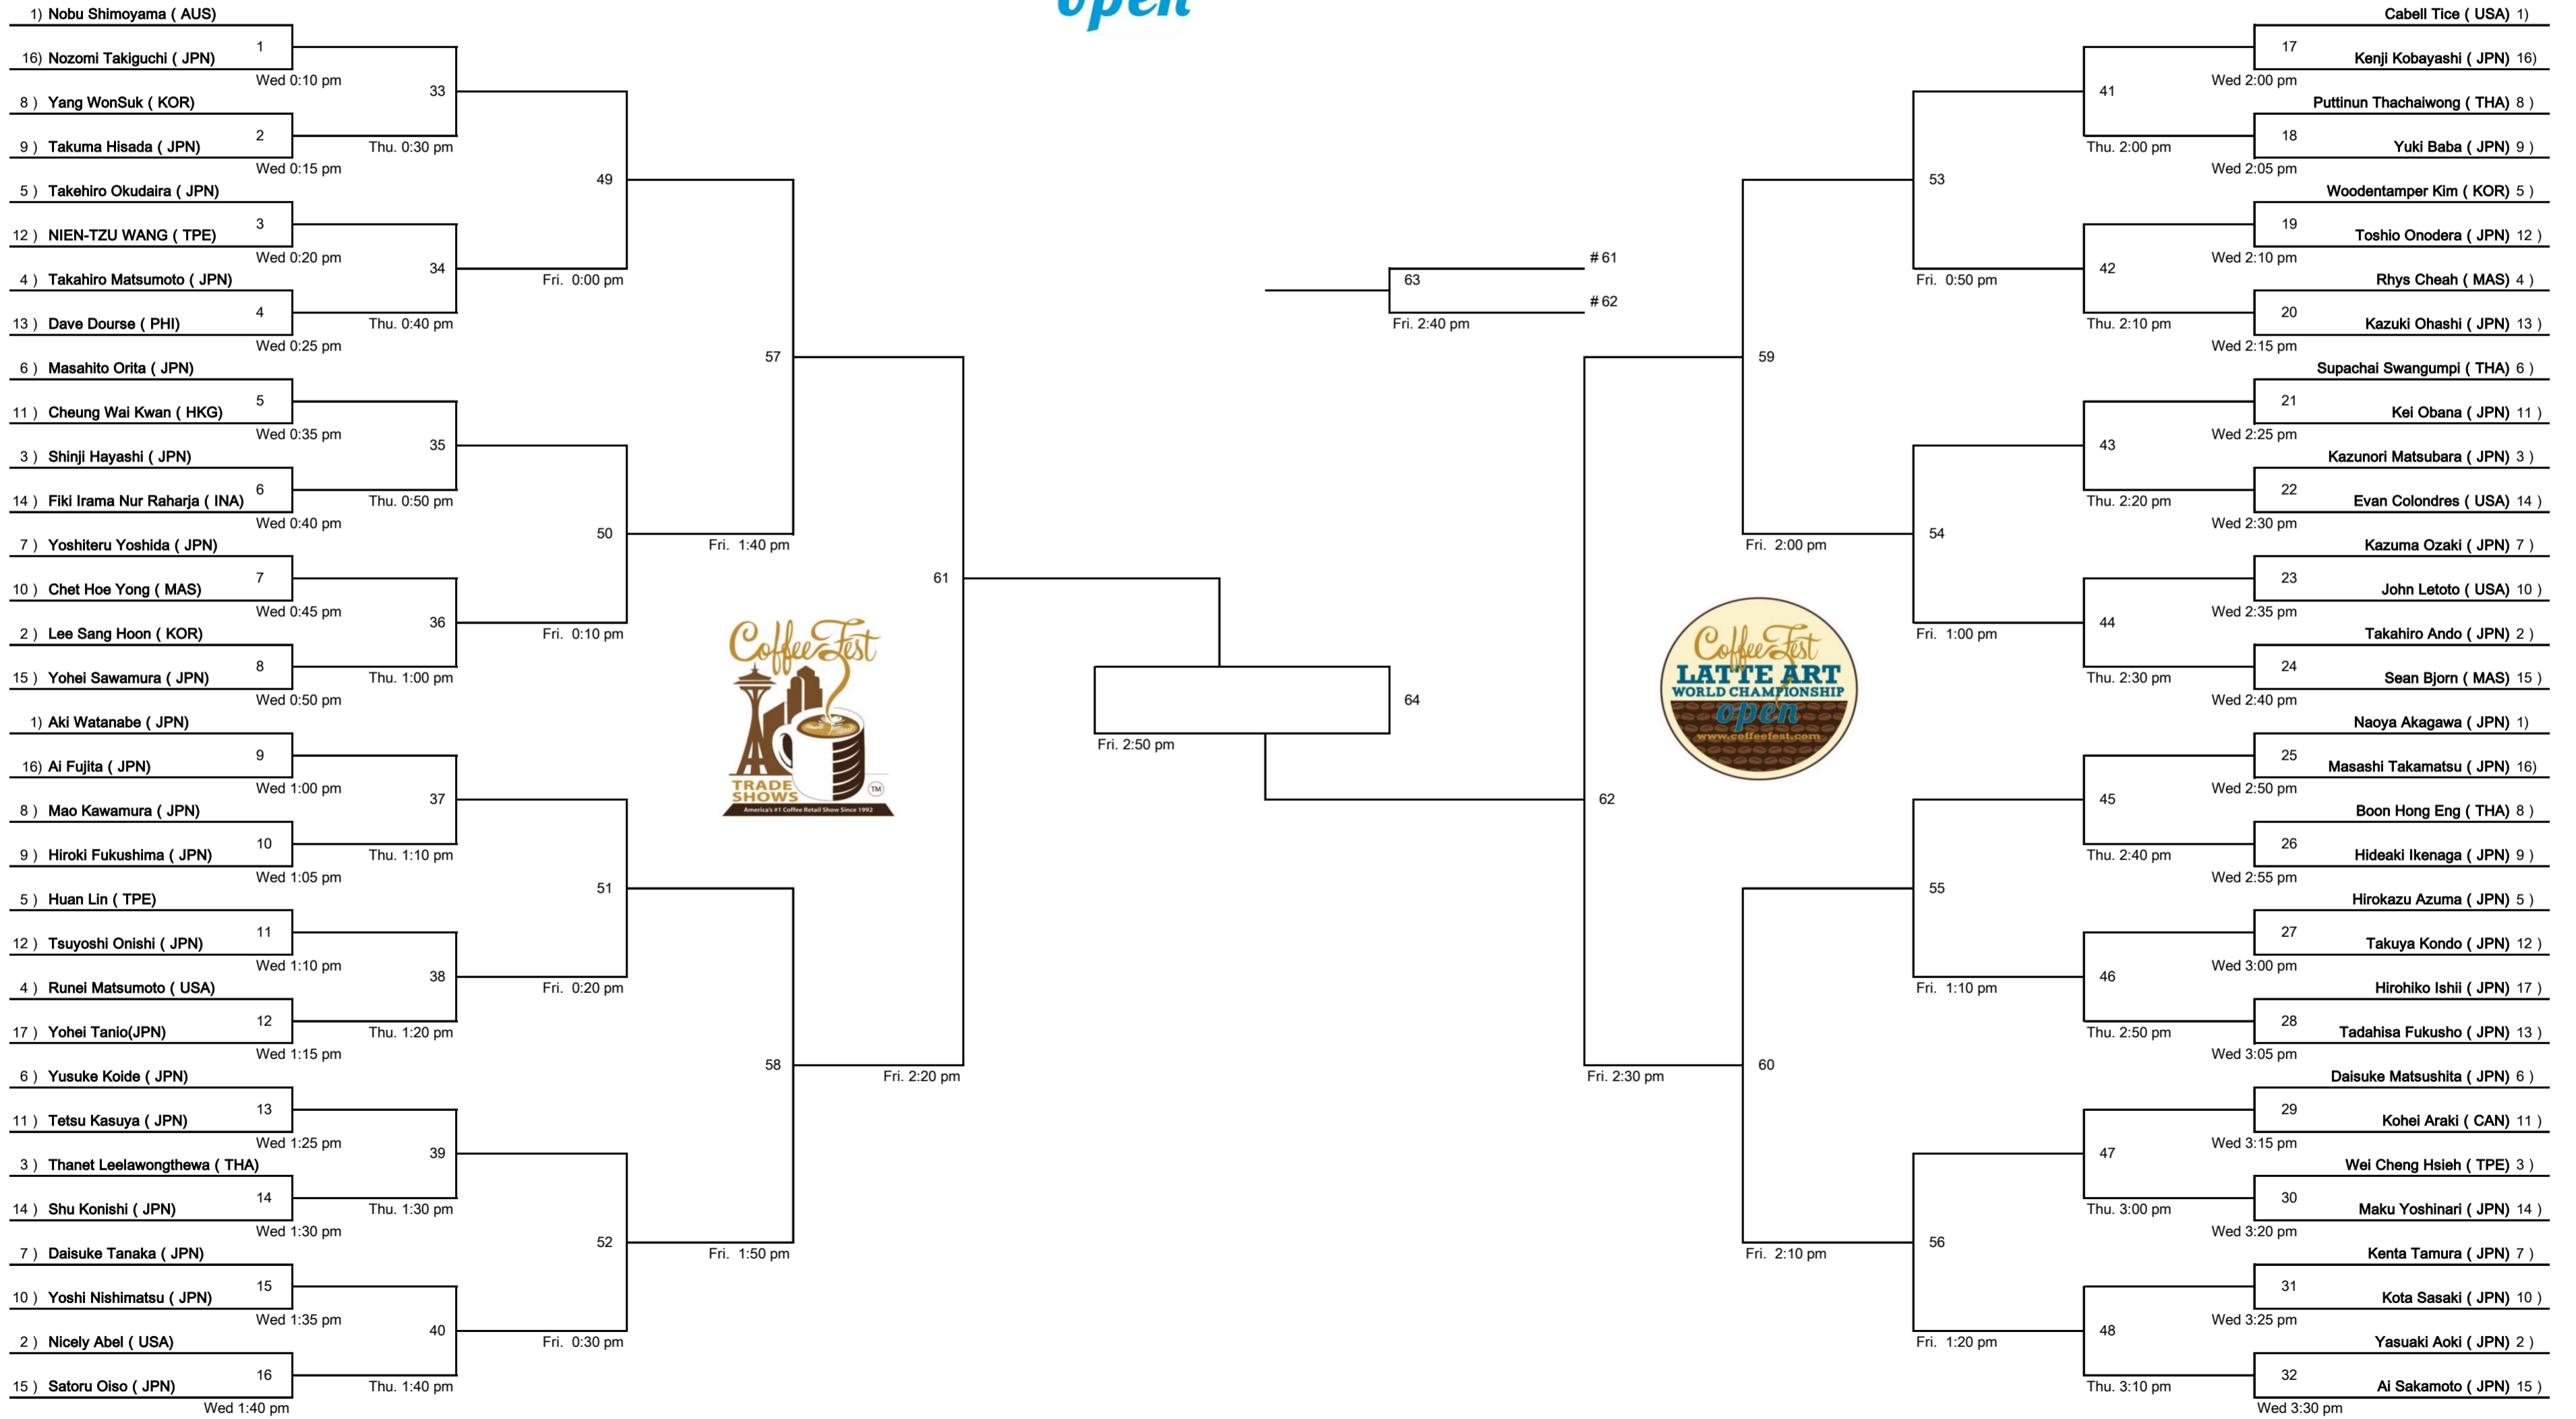 open
1) Nobu Shimoyama ( AUS)
1
16) Nozomi Takiguchi ( JPN)
Wed 0:10 pm
33
8 ) Yang WonSuk ( KOR)
2
9 ) Takuma Hisada ( JPN)
Thu. 0:30 pm
Wed 0:15 pm
49
5 ) Takehiro Okudaira ( JPN)
3
12 ) NIEN-TZU WANG ( TPE)
Wed 0:20 pm
34
Fri. 0:00 pm
4 ) Takahiro Matsumoto ( JPN)
4
13 ) Dave Dourse ( PHI)
Thu. 0:40 pm
Wed 0:25 pm
57
6 ) Masahito Orita ( JPN)
5
11 ) Cheung Wai Kwan ( HKG)
Wed 0:35 pm
35
3 ) Shinji Hayashi ( JPN)
6
14 ) Fiki Irama Nur Raharja ( INA)
Thu. 0:50 pm
Wed 0:40 pm
50
Fri. 1:40 pm
7 ) Yoshiteru Yoshida ( JPN)
7
10 ) Chet Hoe Yong ( MAS)
Wed 0:45 pm
36
Fri. 0:10 pm
2 ) Lee Sang Hoon ( KOR)
8
15 ) Yohei Sawamura ( JPN)
Thu. 1:00 pm
Wed 0:50 pm
61
1) Aki Watanabe ( JPN)
9
16) Ai Fujita ( JPN)
Wed 1:00 pm
37
8 ) Mao Kawamura ( JPN)
10
9 ) Hiroki Fukushima ( JPN)
Thu. 1:10 pm
Wed 1:05 pm
51
5 ) Huan Lin ( TPE)
11
12 ) Tsuyoshi Onishi ( JPN)
Wed 1:10 pm
38
Fri. 0:20 pm
4 ) Runei Matsumoto ( USA)
12
17 ) Yohei Tanio(JPN)
Thu. 1:20 pm
Wed 1:15 pm
58
Fri. 2:20 pm
6 ) Yusuke Koide ( JPN)
13
11 ) Tetsu Kasuya ( JPN)
Wed 1:25 pm
39
3 ) Thanet Leelawongthewa ( THA)
14
14 ) Shu Konishi ( JPN)
Thu. 1:30 pm
Wed 1:30 pm
52
Fri. 1:50 pm
7 ) Daisuke Tanaka ( JPN)
15
10 ) Yoshi Nishimatsu ( JPN)
Wed 1:35 pm
40
Fri. 0:30 pm
2 ) Nicely Abel ( USA)
16
15 ) Satoru Oiso ( JPN)
Thu. 1:40 pm
Wed 1:40 pm
# 61
63
# 62
Fri. 2:40 pm
64
Fri. 2:50 pm
Coffee Fest
TRADE
SHOWS
TM
America's #1 Coffee Retail Show Since 1992
Coffee Fest
LATTE ART
WORLD CHAMPIONSHIP
open
www.coffeefest.com
Cabell Tice ( USA) 1)
17
Kenji Kobayashi ( JPN) 16)
Wed 2:00 pm
41
Puttinun Thachaiwong ( THA) 8 )
18
Yuki Baba ( JPN) 9 )
Thu. 2:00 pm
Wed 2:05 pm
53
Woodentamper Kim ( KOR) 5 )
19
Toshio Onodera ( JPN) 12 )
Wed 2:10 pm
42
Fri. 0:50 pm
Rhys Cheah ( MAS) 4 )
20
Kazuki Ohashi ( JPN) 13 )
Thu. 2:10 pm
Wed 2:15 pm
59
Supachai Swangumpi ( THA) 6 )
21
Kei Obana ( JPN) 11 )
Wed 2:25 pm
43
Kazunori Matsubara ( JPN) 3 )
22
Evan Colondres ( USA) 14 )
Thu. 2:20 pm
Wed 2:30 pm
54
Fri. 2:00 pm
Kazuma Ozaki ( JPN) 7 )
23
John Letoto ( USA) 10 )
Wed 2:35 pm
44
Fri. 1:00 pm
Takahiro Ando ( JPN) 2 )
24
Sean Bjorn ( MAS) 15 )
Thu. 2:30 pm
Wed 2:40 pm
62
Naoya Akagawa ( JPN) 1)
25
Masashi Takamatsu ( JPN) 16)
Wed 2:50 pm
45
Boon Hong Eng ( THA) 8 )
26
Hideaki Ikenaga ( JPN) 9 )
Thu. 2:40 pm
Wed 2:55 pm
55
Hirokazu Azuma ( JPN) 5 )
27
Takuya Kondo ( JPN) 12 )
Wed 3:00 pm
46
Fri. 1:10 pm
Hirohiko Ishii ( JPN) 17 )
28
Tadahisa Fukusho ( JPN) 13 )
Thu. 2:50 pm
Wed 3:05 pm
60
Fri. 2:30 pm
Daisuke Matsushita ( JPN) 6 )
29
Kohei Araki ( CAN) 11 )
Wed 3:15 pm
47
Wei Cheng Hsieh ( TPE) 3 )
30
Maku Yoshinari ( JPN) 14 )
Thu. 3:00 pm
Wed 3:20 pm
56
Fri. 2:10 pm
Kenta Tamura ( JPN) 7 )
31
Kota Sasaki ( JPN) 10 )
Wed 3:25 pm
48
Fri. 1:20 pm
Yasuaki Aoki ( JPN) 2 )
32
Ai Sakamoto ( JPN) 15 )
Thu. 3:10 pm
Wed 3:30 pm